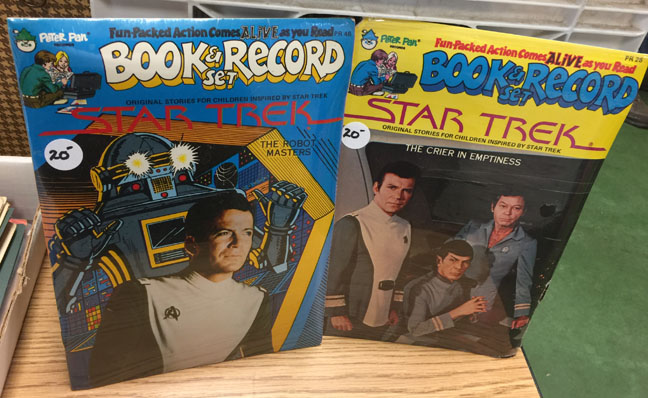 Peter Pan
RECORDS
Fun-Packed Action Comes ALIVE as you Read
PR 46
BOOK & RECORD
SET
ORIGINAL STORIES FOR CHILDREN INSPIRED BY STAR TREK
STAR TREK
THE ROBOT
MASTERS
20-
Peter Pan
RECORDS
Fun-Packed Action Comes ALIVE as you Read
PR 26
BOOK & RECORD
SET
STAR TREK
ORIGINAL STORIES FOR CHILDREN INSPIRED BY STAR TREK
THE CRIER IN EMPTINESS
20-